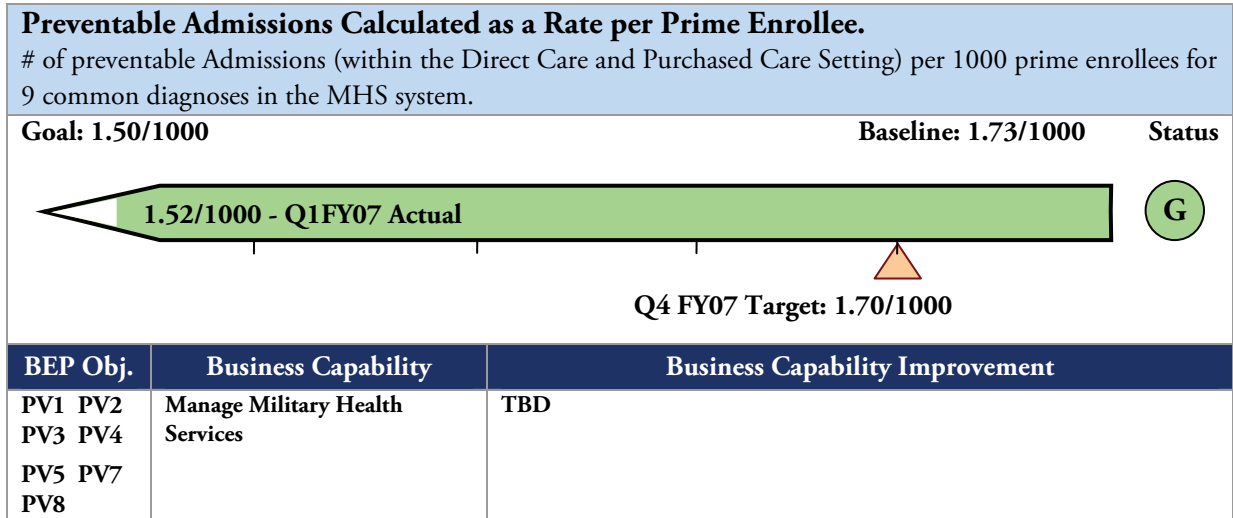 Preventable Admissions Calculated as a Rate per Prime Enrollee.
# of preventable Admissions (within the Direct Care and Purchased Care Setting) per 1000 prime enrollees for
9 common diagnoses in the MHS system.
Goal: 1.50/1000 Baseline: 1.73/1000 Status
1.52/1000 - Q1FY07 Actual G
Q4 FY07 Target: 1.70/1000
BEP Obj. Business Capability Business Capability Improvement
PV1 PV2 Manage Military Health TBD
PV3 PV4 Services
PV5 PV7
PV8